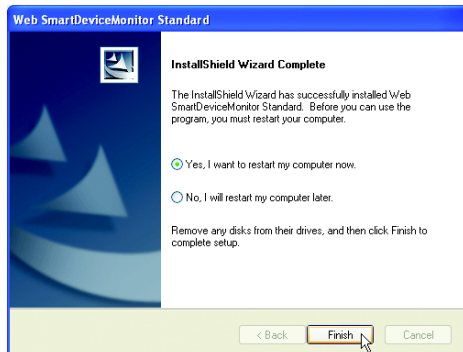 Web SmartDeviceMonitor Standard
InstallShield Wizard Complete
The InstallShield Wizard has successfully installed Web
SmartDeviceMonitor Standard. Before you can use the
program, you must restart your computer.
Yes, I want to restart my computer now.
No, I will restart my computer later.
Remove any disks from their drives, and then click Finish to
complete setup.
< Back Finish Cancel